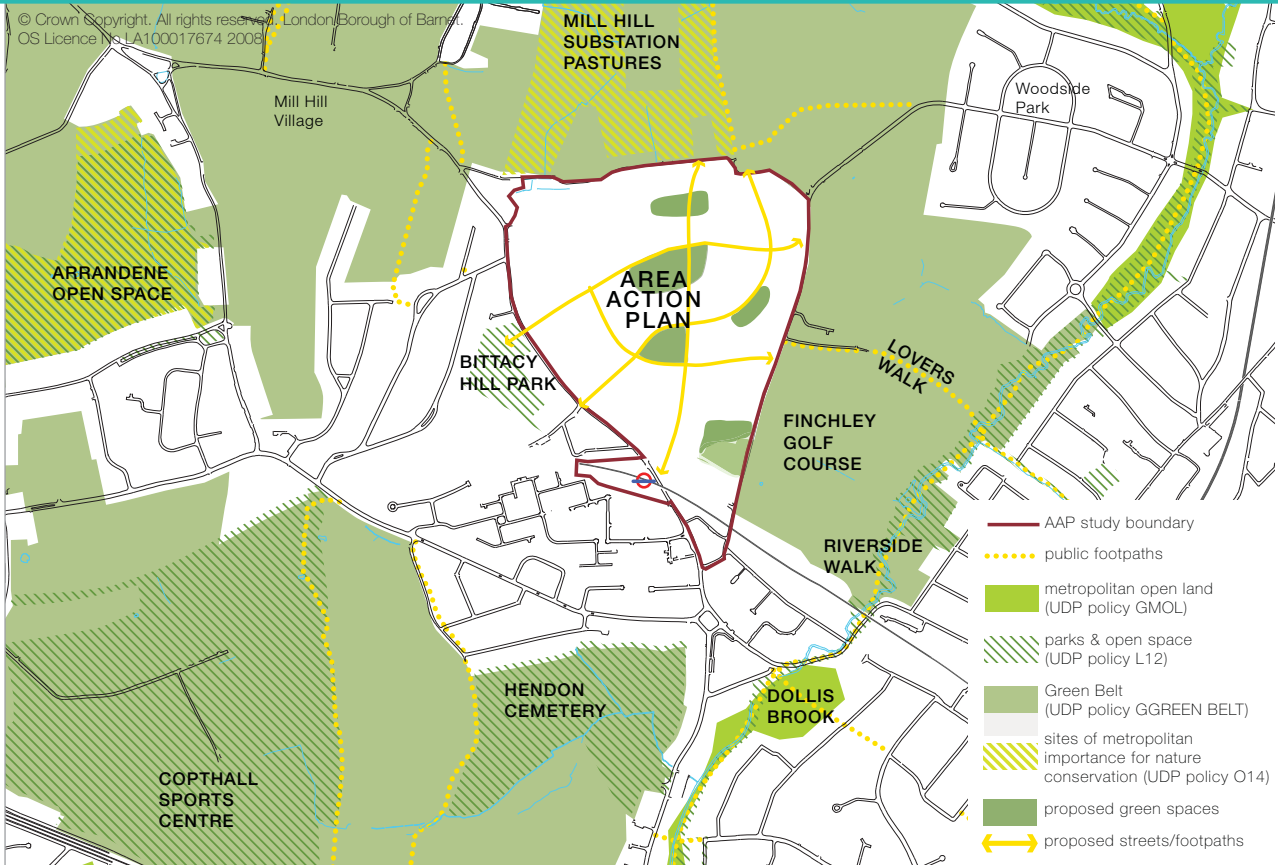 © Crown Copyright. All rights reserved. London Borough of Barnet.
OS Licence No LA100017674 2008
MILL HILL
SUBSTATION
PASTURES
Mill Hill
Village
Woodside
Park
ARRANDENE
OPEN SPACE
AREA
ACTION
PLAN
BITTACY
HILL PARK
LOVERS
WALK
FINCHLEY
GOLF
COURSE
RIVERSIDE
WALK
HENDON
CEMETERY
DOLLIS
BROOK
COPTHALL
SPORTS
CENTRE
AAP study boundary
public footpaths
metropolitan open land
(UDP policy GMOL)
parks & open space
(UDP policy L12)
Green Belt
(UDP policy GGREEN BELT)
sites of metropolitan
importance for nature
conservation (UDP policy O14)
proposed green spaces
proposed streets/footpaths